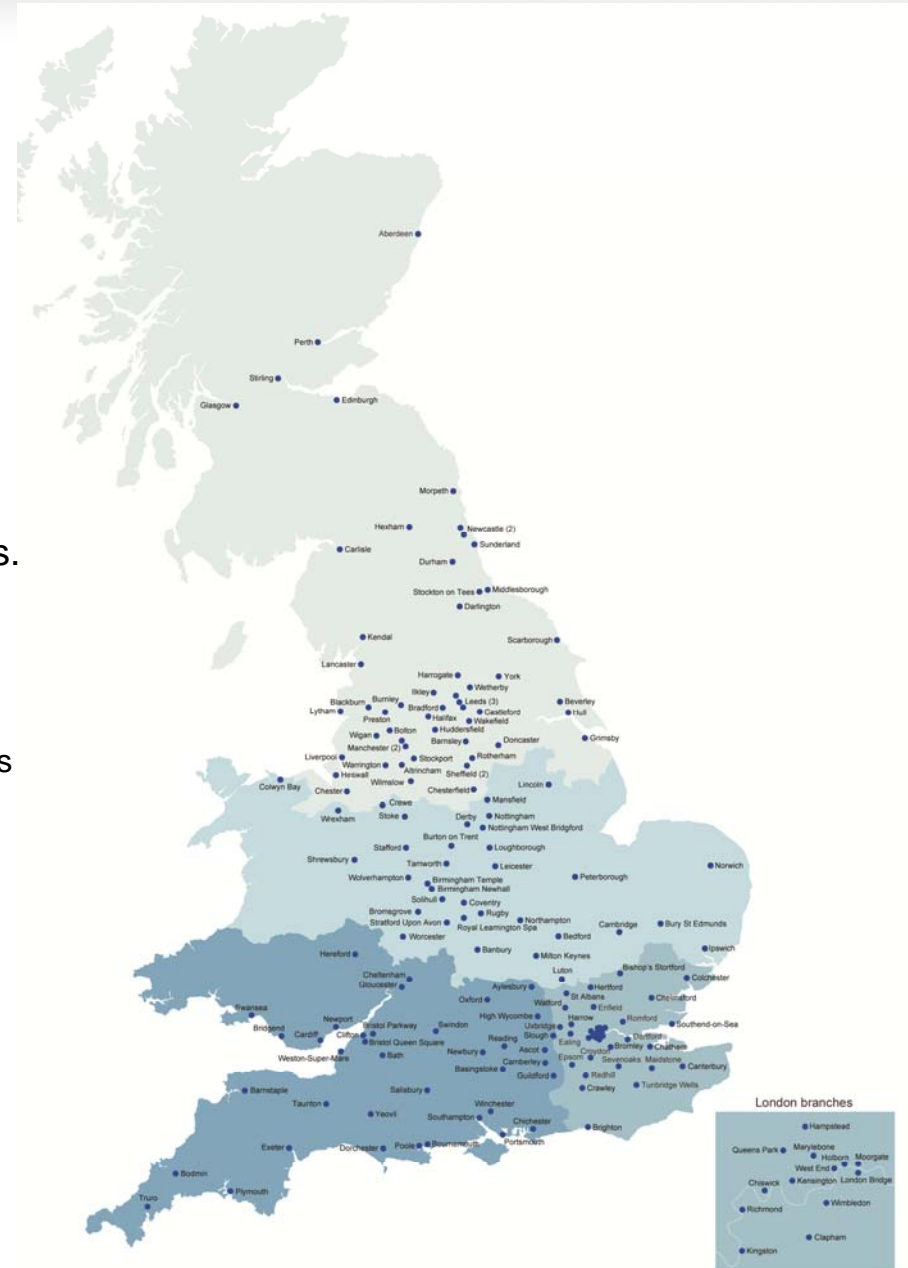 Aberdeen
Perth
Stirling
Glasgow
Edinburgh
s.
Morpeth
Hexham
Newcastle (2)
Carlisle
Sunderland
Durham
Middlesborough
Stockton on Tees
Darlington
Kendal
Scarborough
Lancaster
Harrogate
York
Wetherby
Ilkley
Burnley
Blackburn
Leeds (3)
Beverley
Lytham
Bradford
Castleford
Preston
Halifax
Hull
Wakefield
Bolton
Huddersfield
Wigan
Barnsley
Doncaster
Grimsby
Manchester (2)
Liverpool
Stockport
Rotherham
s
Warrington
Altrincham
Sheffield (2)
Heswall
Wilmslow
Colwyn Bay
Chester
Chesterfield
Lincoln
Mansfield
Crewe
Wrexham
Stoke
Derby
Nottingham
Nottingham West Bridgford
Burton on Trent
Stafford
Loughborough
Shrewsbury
Tamworth
Leicester
Norwich
Wolverhampton
Birmingham Temple
Peterborough
Birmingham Newhall
Solihull
Coventry
Bromsgrove
Rugby
Stratford Upon Avon
Northampton
Cambridge
Bury St Edmunds
Royal Leamington Spa
Worcester
Bedford
Banbury
Ipswich
Hereford
Milton Keynes
Bishop's Stortford
Cheltenham
Luton
Colchester
Gloucester
Aylesbury
Hertford
Oxford
St Albans
Chelmsford
Swansea
Watford
Enfield
High Wycombe
Newport
Bristol Parkway
Swindon
Harrow
Romford
Southend-on-Sea
Bridgend
Cardiff
Clifton
Uxbridge
Bristol Queen Square
Reading
Slough
Dartford
Ealing
Croydon
Bromley
Chatham
Weston-Super-Mare
Bath
Newbury
Ascot
Epsom
Sevenoaks
Maidstone
Canterbury
Camberley
Basingstoke
Guildford
Redhill
Barnstaple
Salisbury
Crawley
Tunbridge Wells
Taunton
Winchester
London branches
Yeovil
Southampton
Chichester
Brighton
Hampstead
Exeter
Dorchester
Poole
Bournemouth
Portsmouth
Queens Park
Marylebone
Holborn
Moorgate
West End
Bodmin
Chiswick
Kensington
London Bridge
Plymouth
Truro
Richmond
Wimbledon
Clapham
Kingston